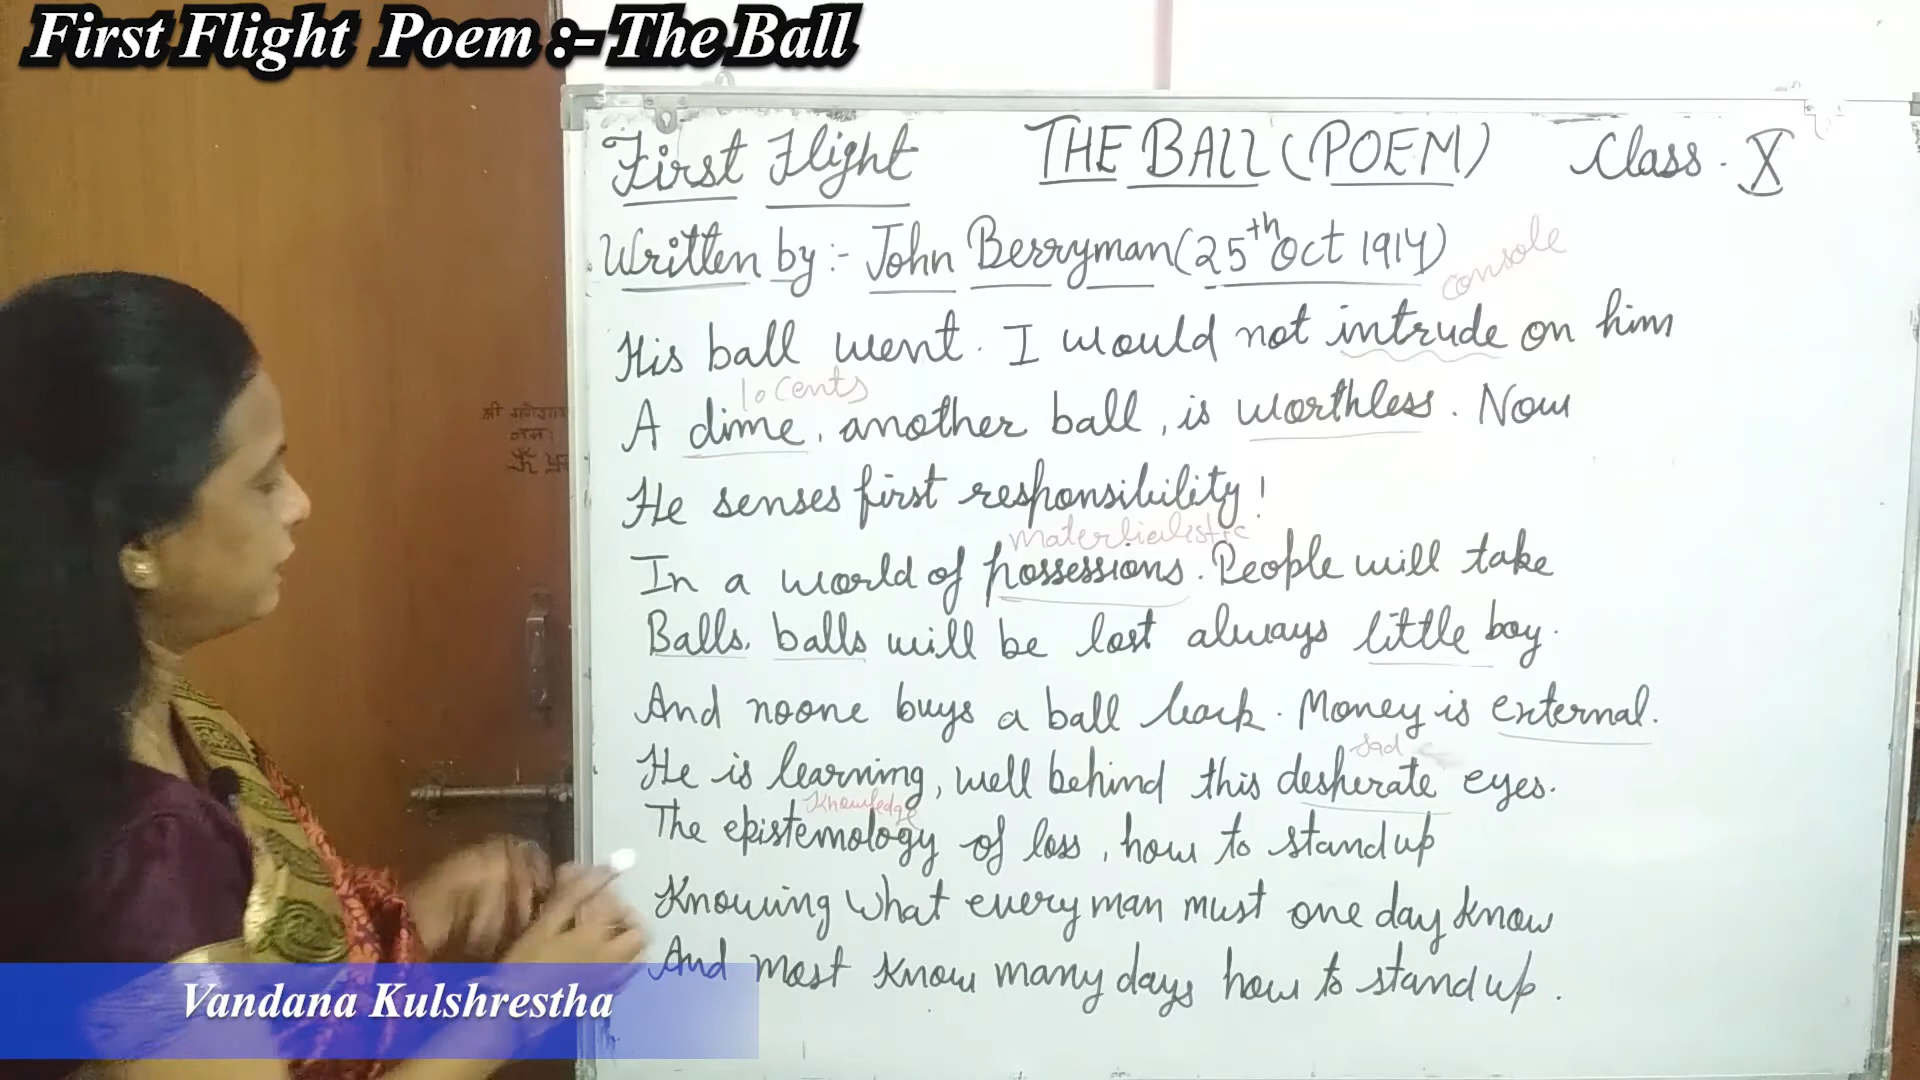 First Flight Poem :- The Ball
First Flight THE BALL (POEM) Class . X
Written by :- John Berryman (25th Oct 1914)
console
His ball went . I would not intrude on him
10 cents
A dime , another ball , is worthless . Now
He senses first responsibility !
materlialistic
In a world of possessions . People will take
Balls, balls will be lost always little boy .
And noone buys a ball back . Money is external .
sad
He is learning , well behind this desperate eyes .
Knowledge
The epistemology of loss , how to stand up
Knowing what every man must one day know
And most know many days how to stand up .
श्री गणेशाय
नमः
Vandana Kulshrestha